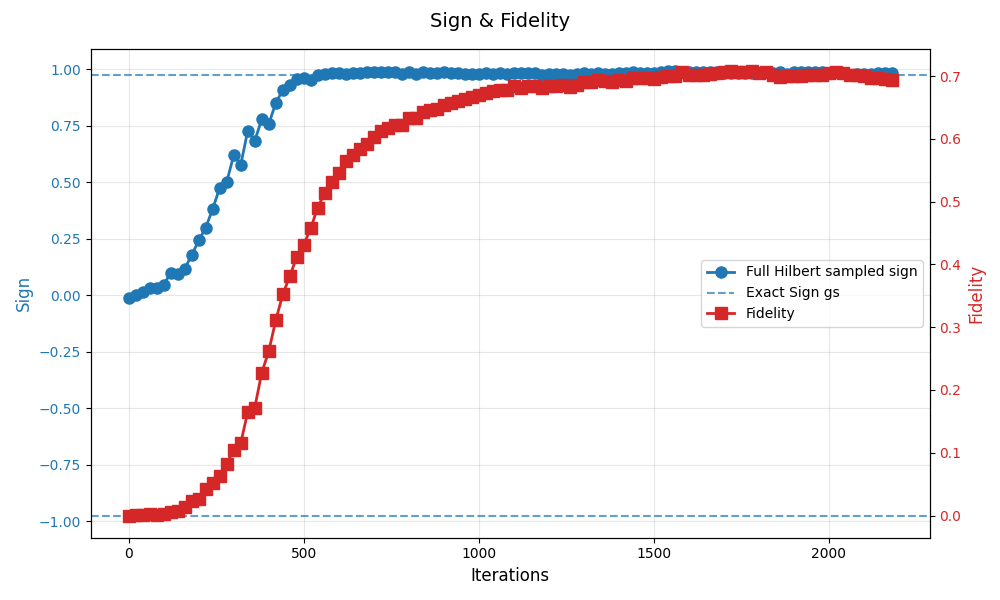 Sign & Fidelity
1.00
0.75
0.50
0.25
0.00
−0.25
−0.50
−0.75
−1.00
Sign
0.7
0.6
0.5
0.4
0.3
0.2
0.1
0.0
Fidelity
Full Hilbert sampled sign
Exact Sign gs
Fidelity
0 500 1000 1500 2000
Iterations